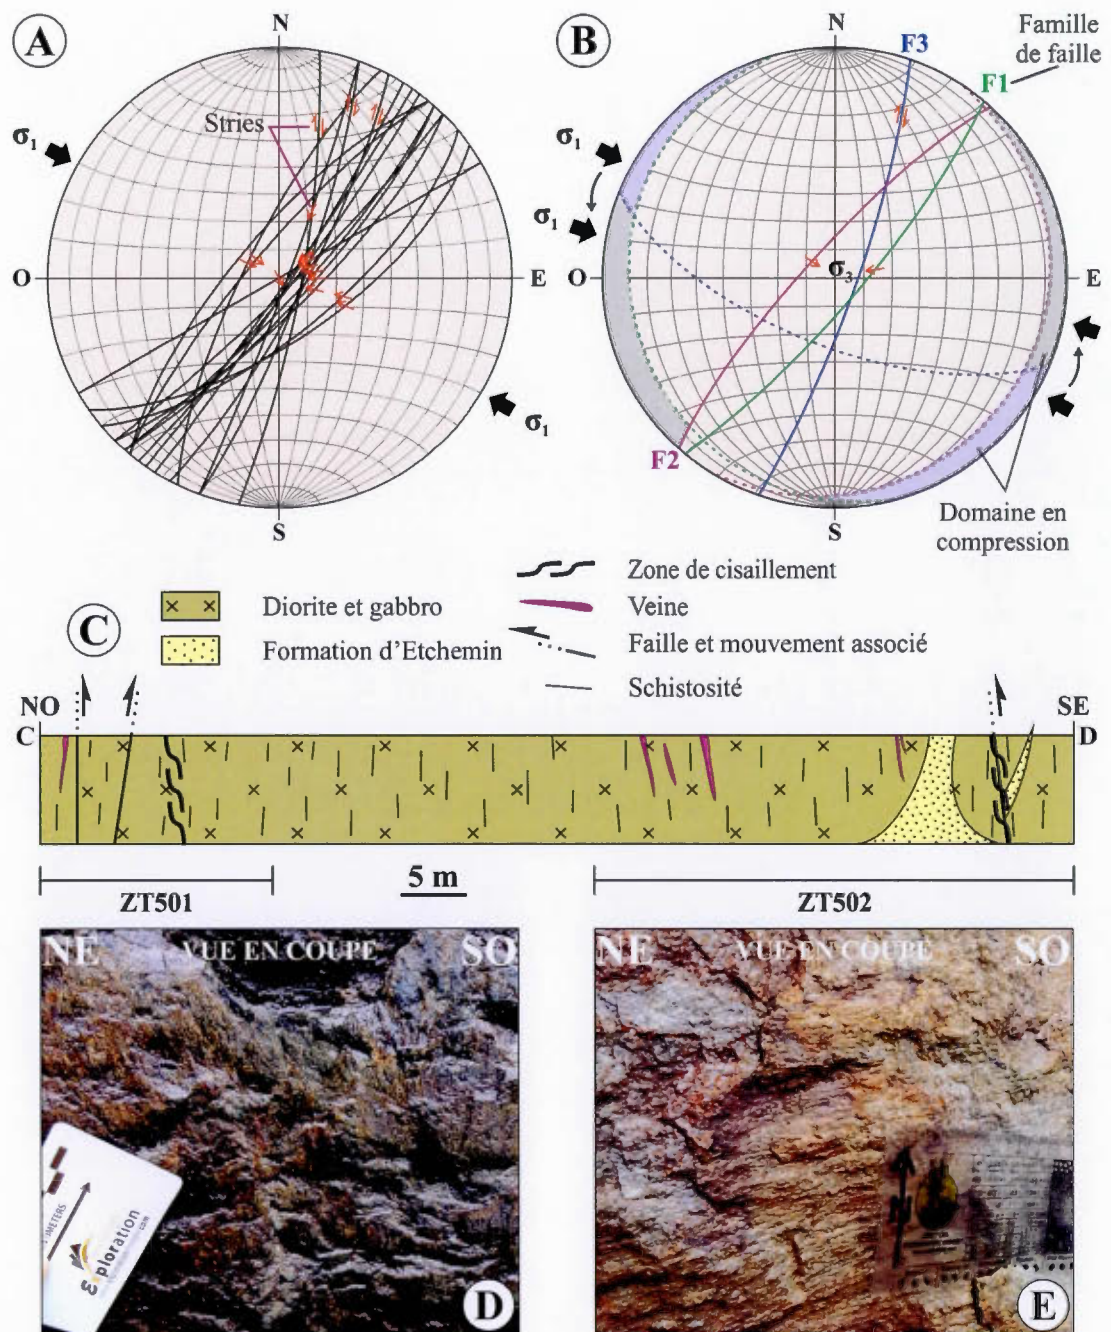 A
N
Stries
σ1
O
E
S
σ1
B
N
F3
Famille
de faille
F1
σ1
σ1
O
E
σ3
F2
S
Domaine en
compression
C
Diorite et gabbro
Formation d'Etchemin
Zone de cisaillement
Veine
Faille et mouvement associé
Schistosité
NO
SE
C
D
ZT501
5 m
ZT502
NE VUE EN COUPE SO
Exploration
.com
D
NE VUE EN COUPE SO
E